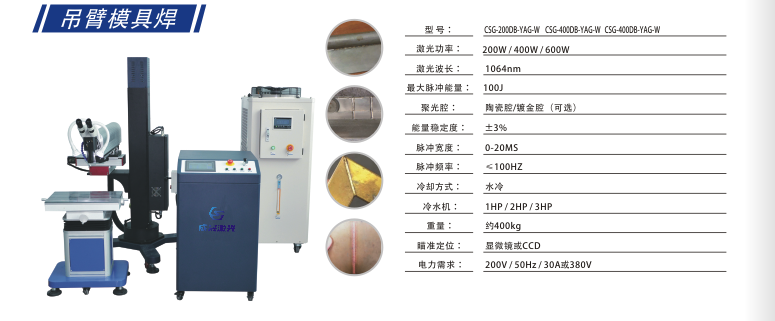 吊臂模具焊
型号： CSG-200DB-YAG-W CSG-400DB-YAG-W CSG-400DB-YAG-W
激光功率： 200W / 400W / 600W
激光波长： 1064nm
最大脉冲能量： 100J
聚光腔： 陶瓷腔/镀金腔（可选）
能量稳定度： ±3%
脉冲宽度： 0-20MS
脉冲频率： ≤100HZ
冷却方式： 水冷
冷水机： 1HP / 2HP / 3HP
重量： 约400kg
瞄准定位： 显微镜或CCD
电力需求： 200V / 50Hz / 30A或380V